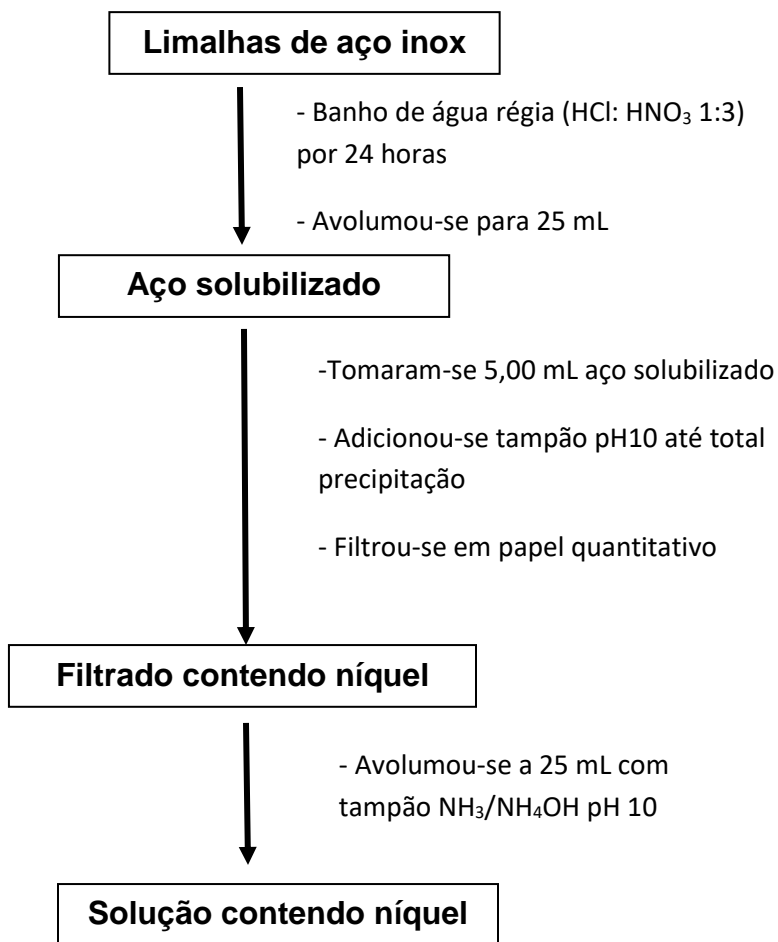 Limalhas de aço inox
- Banho de água régia (HCl: HNO₃ 1:3)
por 24 horas
- Avolumou-se para 25 mL
Aço solubilizado
-Tomaram-se 5,00 mL aço solubilizado
- Adicionou-se tampão pH10 até total
precipitação
- Filtrou-se em papel quantitativo
Filtrado contendo níquel
- Avolumou-se a 25 mL com
tampão NH₃/NH₄OH pH 10
Solução contendo níquel